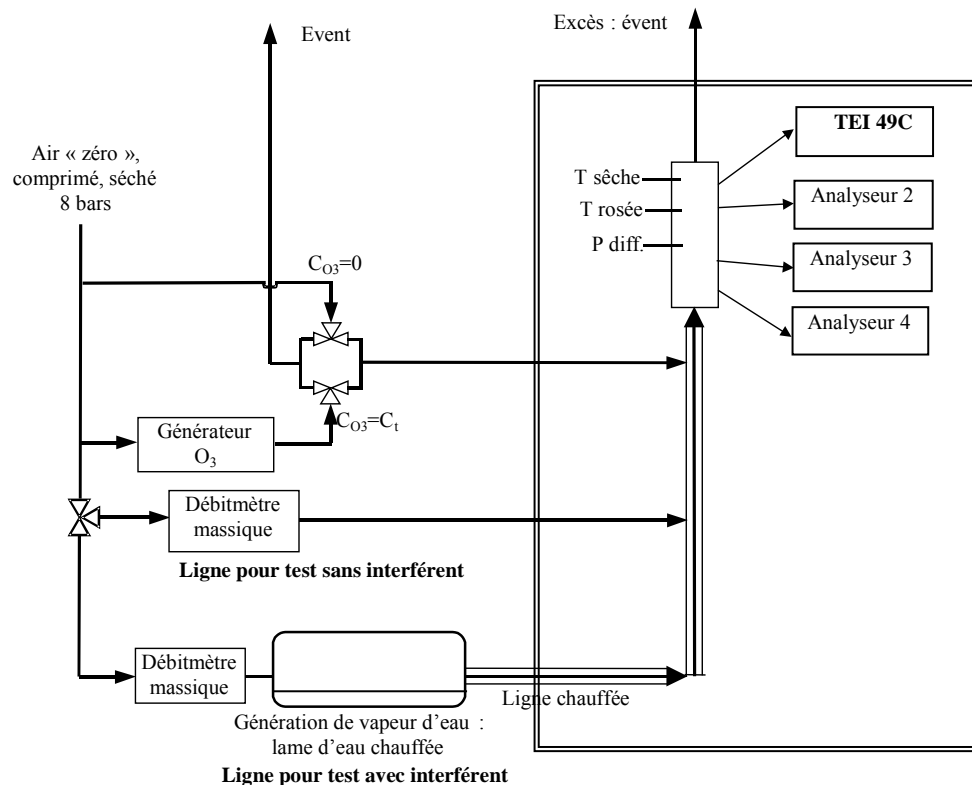 Event
Excès : évent
Air « zéro »,
comprimé, séché
8 bars
TEI 49C
T sêche
T rosée
P diff.
Analyseur 2
Analyseur 3
Analyseur 4
C_O3=0
C_O3=C_t
Générateur
O_3
Débitmètre
massique
Ligne pour test sans interférent
Débitmètre
massique
Ligne chauffée
Génération de vapeur d’eau :
lame d’eau chauffée
Ligne pour test avec interférent